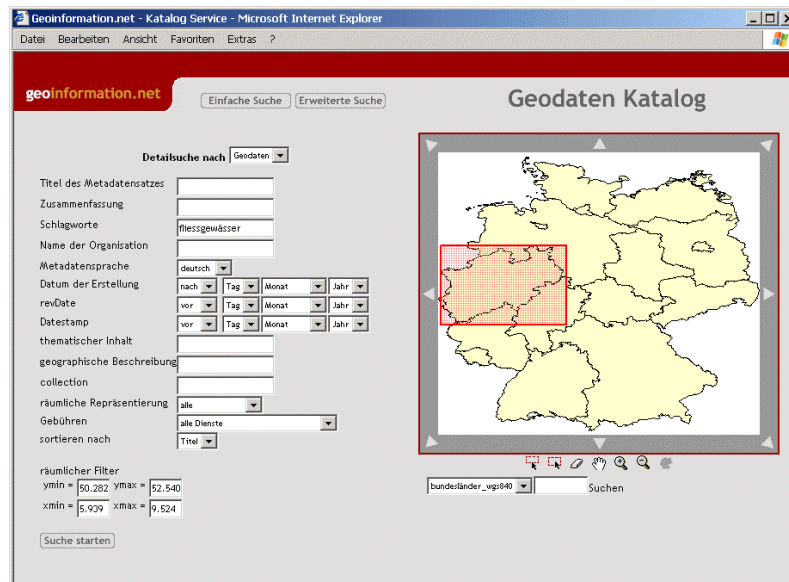 Geoinformation.net - Katalog Service - Microsoft Internet Explorer
Datei Bearbeiten Ansicht Favoriten Extras ?
geoinformation.net
Einfache Suche Erweiterte Suche
Geodaten Katalog
Detailsuche nach Geodaten
Titel des Metadatensatzes
Zusammenfassung
Schlagworte fliessgewässer
Name der Organisation
Metadatensprache deutsch
Datum der Erstellung nach Tag Monat Jahr
revDate vor Tag Monat Jahr
Datestamp vor Tag Monat Jahr
thematischer Inhalt
geographische Beschreibung
collection
räumliche Repräsentierung alle
Gebühren alle Dienste
sortieren nach Titel
räumlicher Filter
ymin = 50.282 ymax = 52.540
xmin = 5.939 xmax = 9.524
Suche starten
bundesländer_wgs840 Suchen